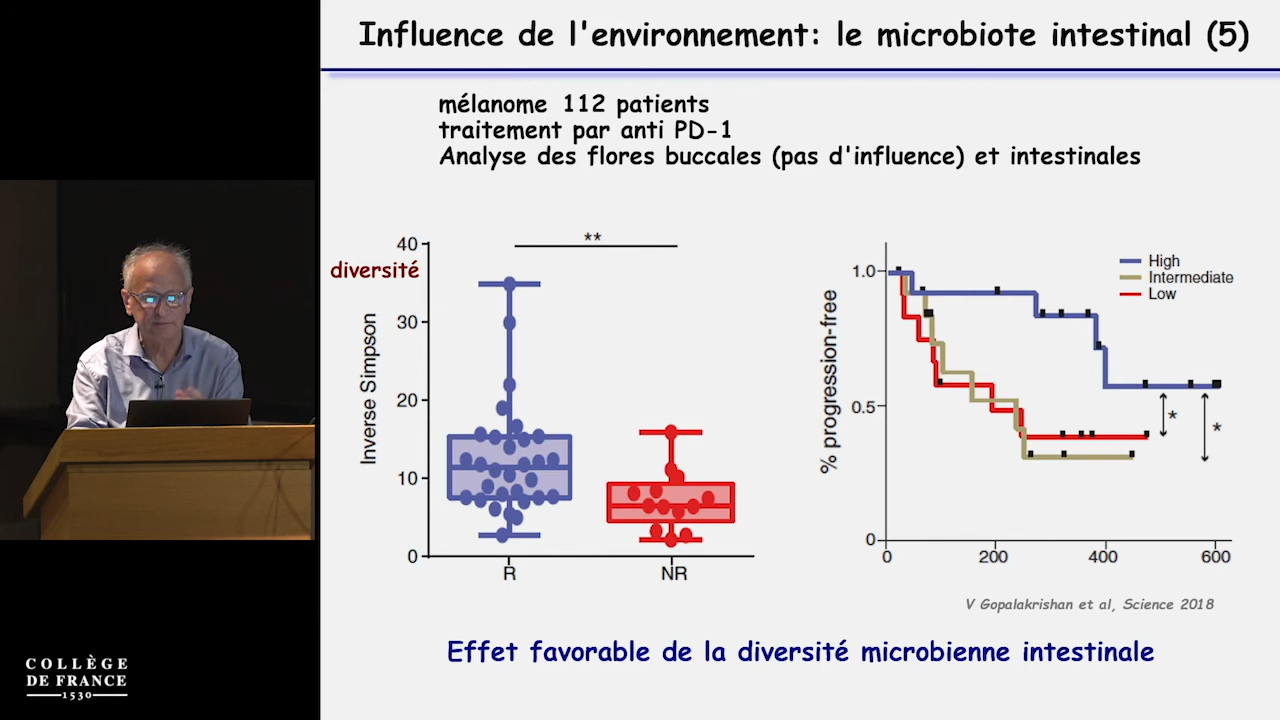 Influence de l'environnement: le microbiote intestinal (5)
mélanome 112 patients
traitement par anti PD-1
Analyse des flores buccales (pas d'influence) et intestinales
diversité
Inverse Simpson
40
30
20
10
0
**
R
NR
% progression-free
1.0
0.5
0
0
200
400
600
High
Intermediate
Low
*
*
V Gopalakrishan et al, Science 2018
Effet favorable de la diversité microbienne intestinale
COLLÈGE
DE FRANCE
1530